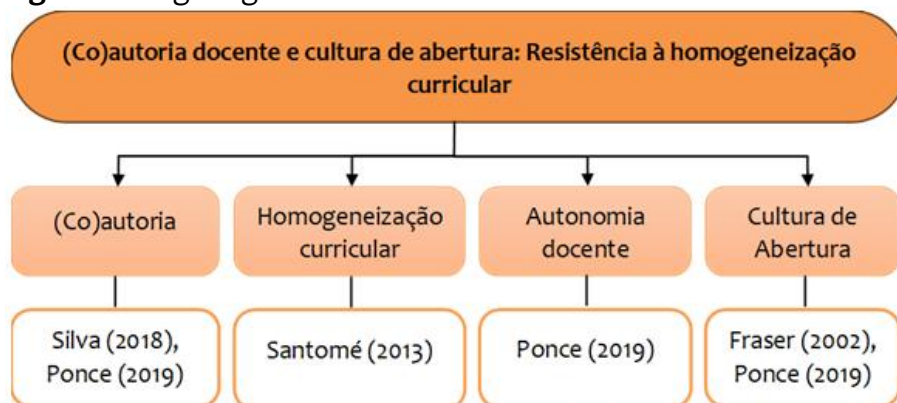 (Co)autoria docente e cultura de abertura: Resistência à homogeneização
curricular
(Co)autoria
Homogeneização
curricular
Autonomia
docente
Cultura de
Abertura
Silva (2018),
Ponce (2019)
Santomé (2013)
Ponce (2019)
Fraser (2002),
Ponce (2019)